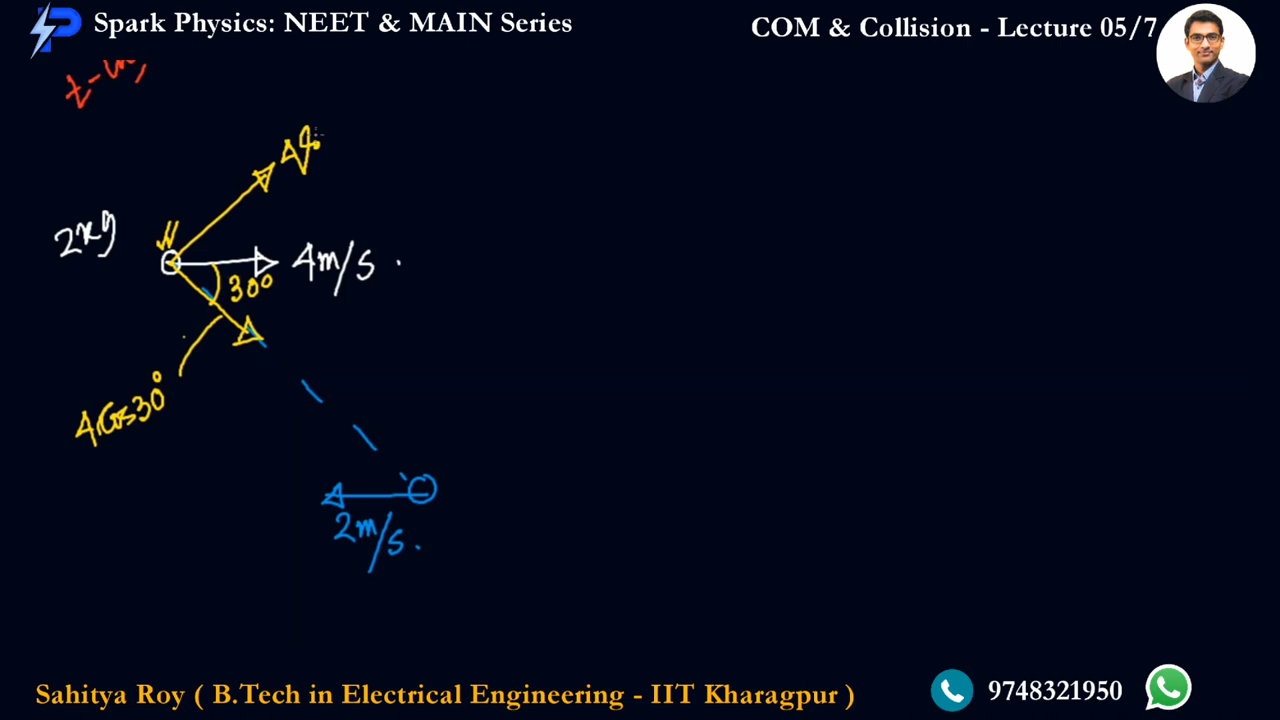 Spark Physics: NEET & MAIN Series
COM & Collision - Lecture 05/7
2kg
4m/s
30°
4Cos30°
2m/s.
Sahitya Roy ( B.Tech in Electrical Engineering - IIT Kharagpur )
9748321950